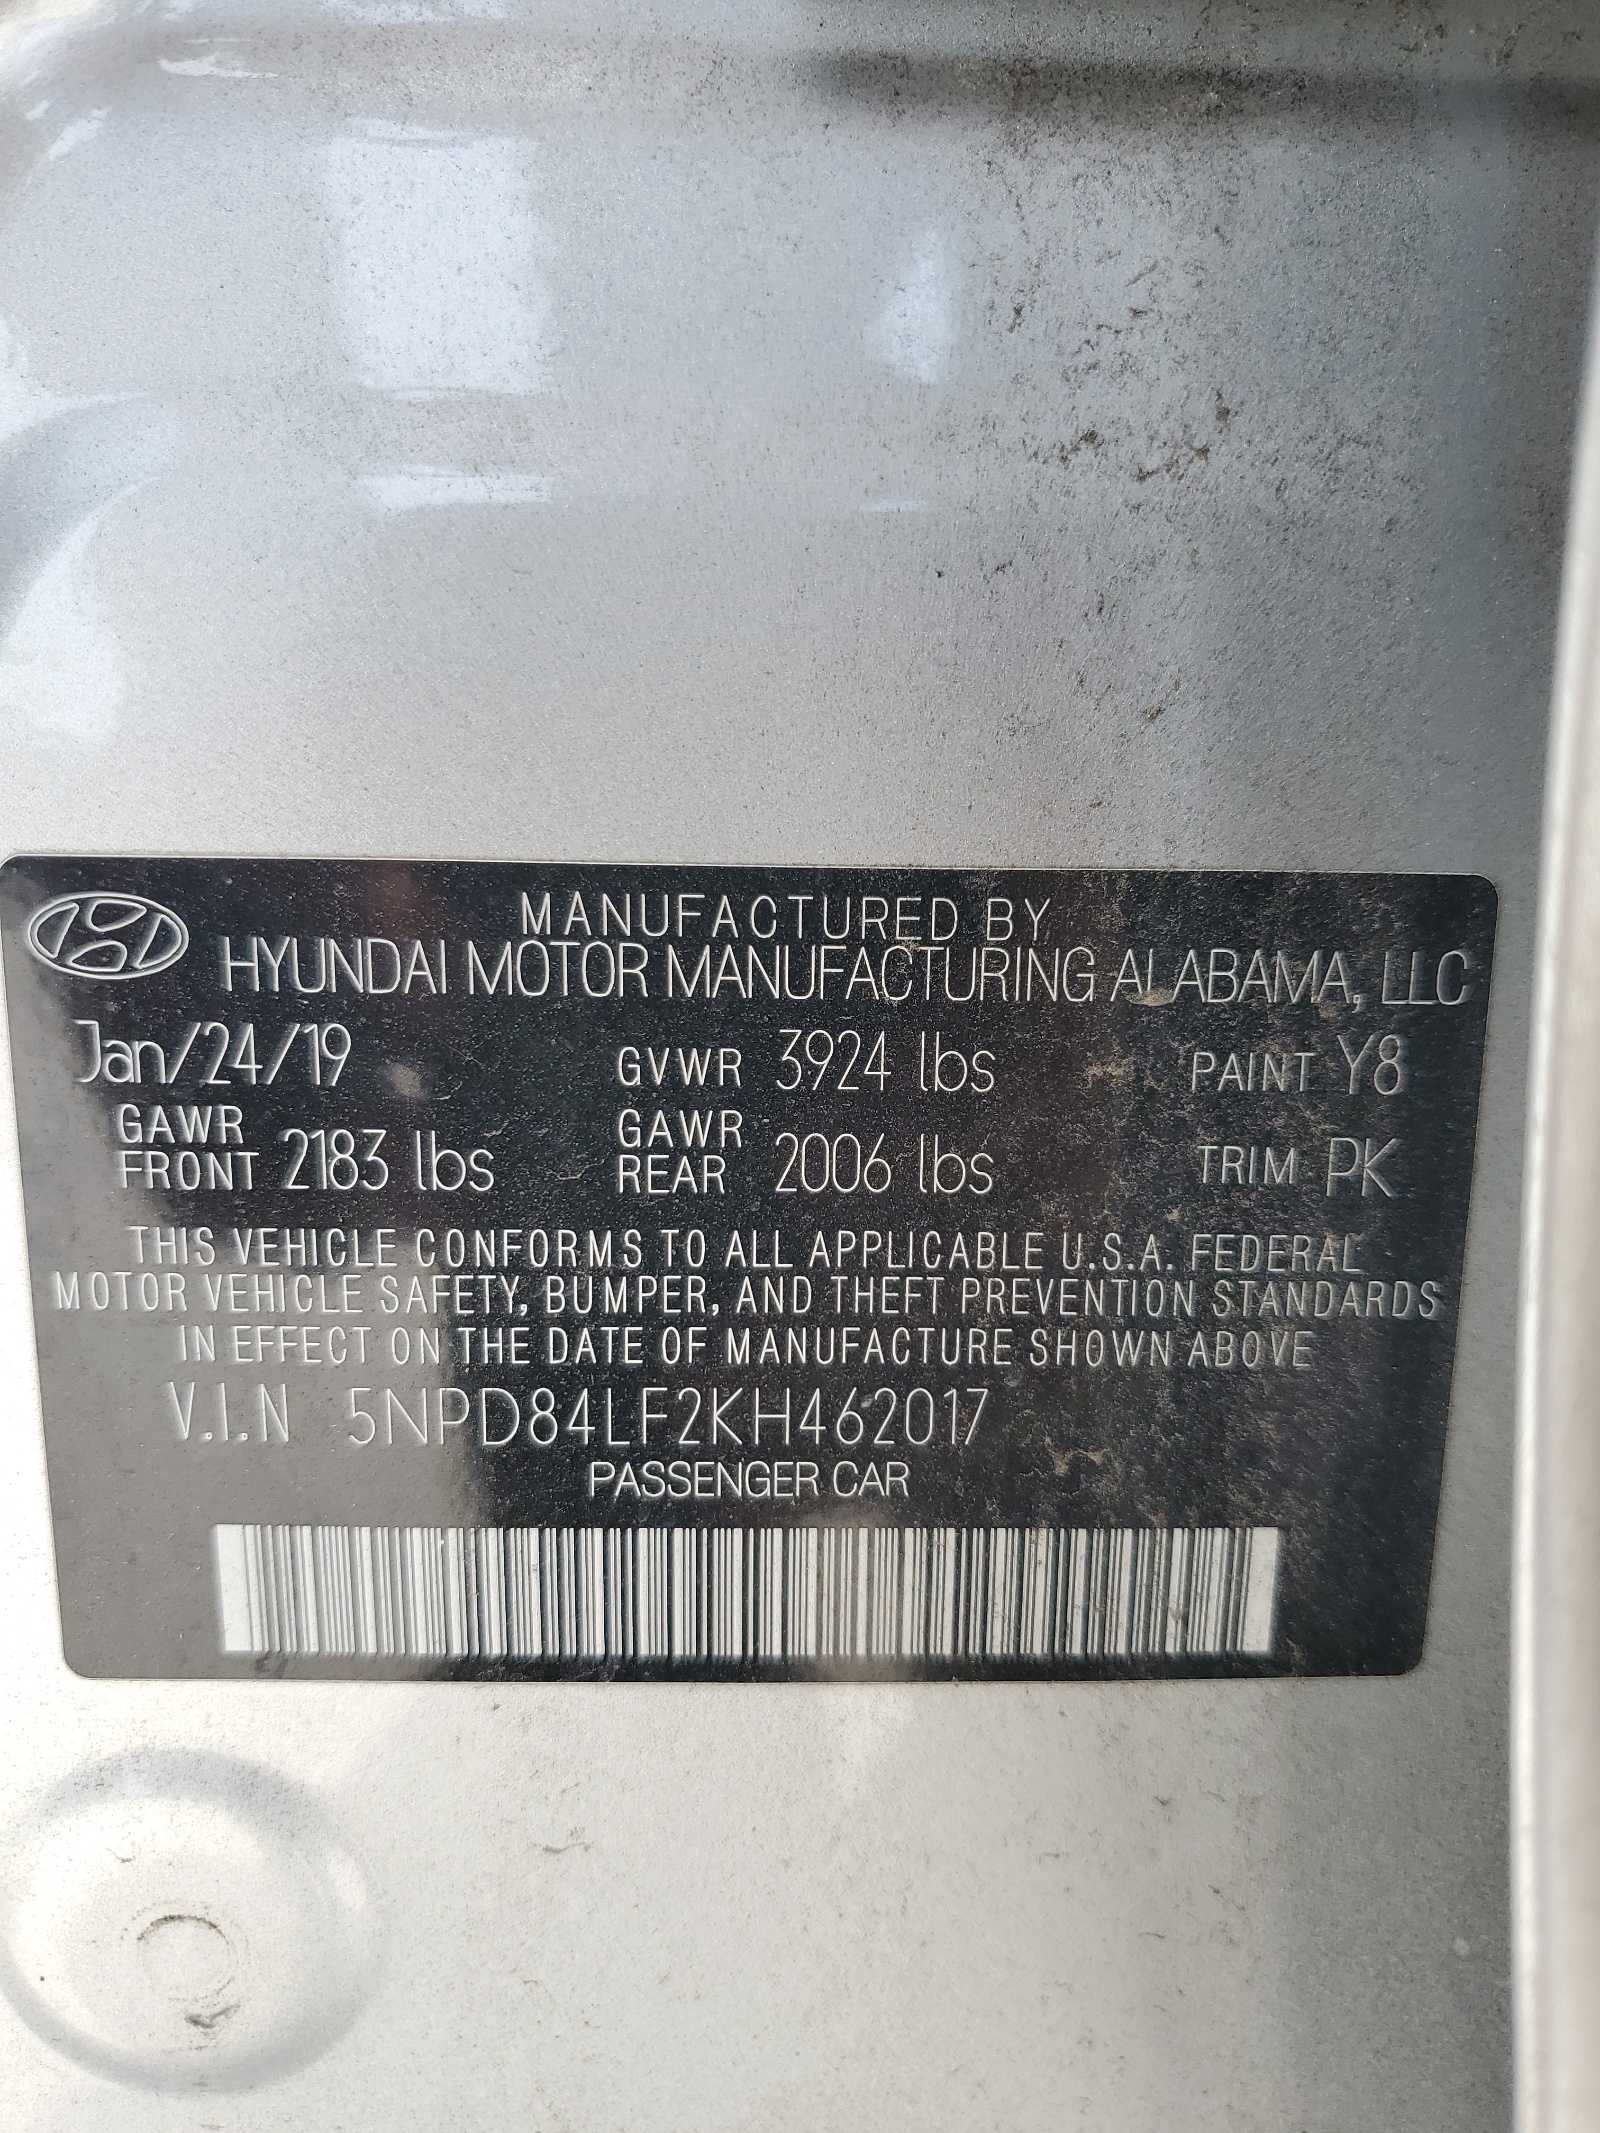 MANUFACTURED BY
HYUNDAI MOTOR MANUFACTURING ALABAMA, LLC
Jan/24/19 GVWR 3924 lbs PAINT Y8
GAWR FRONT 2183 lbs GAWR REAR 2006 lbs TRIM PK
THIS VEHICLE CONFORMS TO ALL APPLICABLE U.S.A. FEDERAL
MOTOR VEHICLE SAFETY, BUMPER, AND THEFT PREVENTION STANDARDS
IN EFFECT ON THE DATE OF MANUFACTURE SHOWN ABOVE
V.I.N 5NPD84LF2KH462017
PASSENGER CAR